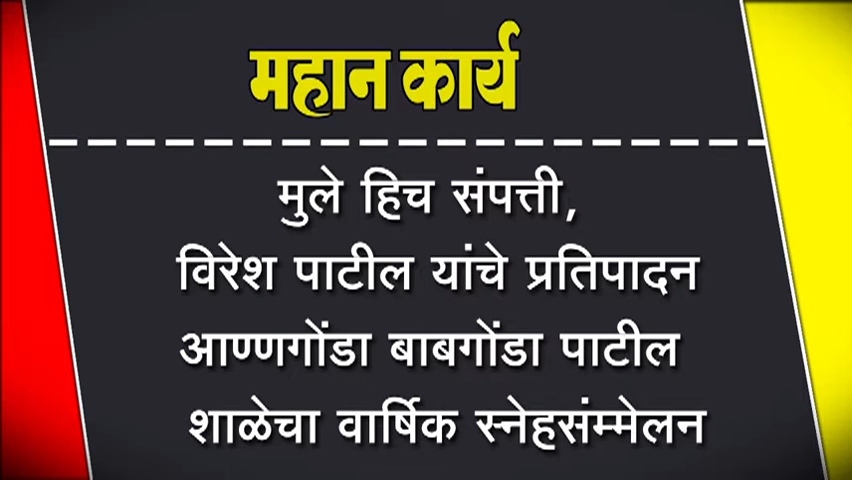 महान कार्य
मुले हिच संपत्ती,
विरेश पाटील यांचे प्रतिपादन
आण्णगोंडा बाबगोंडा पाटील
शाळेचा वार्षिक स्नेहसंम्मेलन